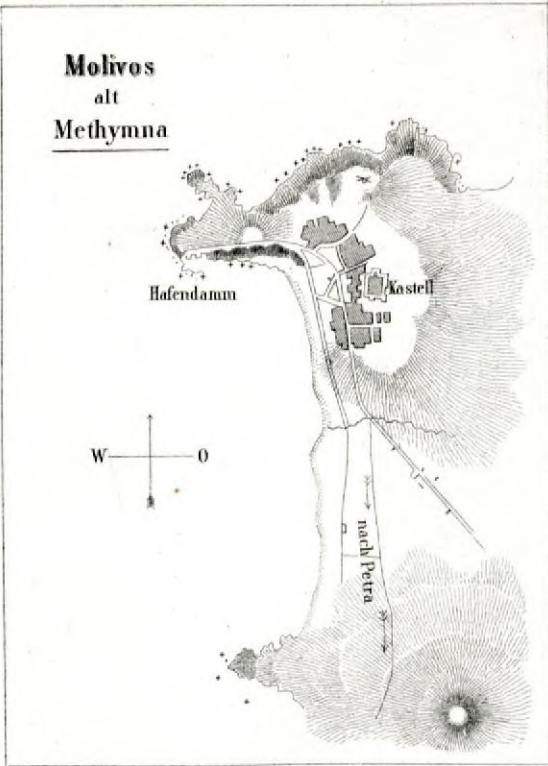 Molivos
alt
Methymna
Hafendamm
Kastell
W O
nach Petra